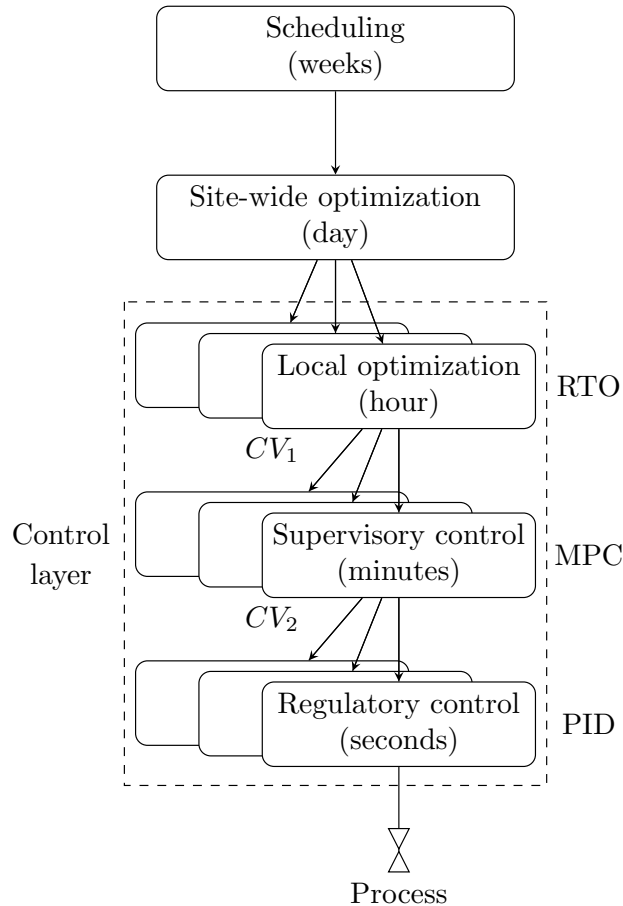 Scheduling
(weeks)
Site-wide optimization
(day)
Local optimization
(hour)
RTO
CV₁
Control
layer
Supervisory control
(minutes)
MPC
CV₂
Regulatory control
(seconds)
PID
Process